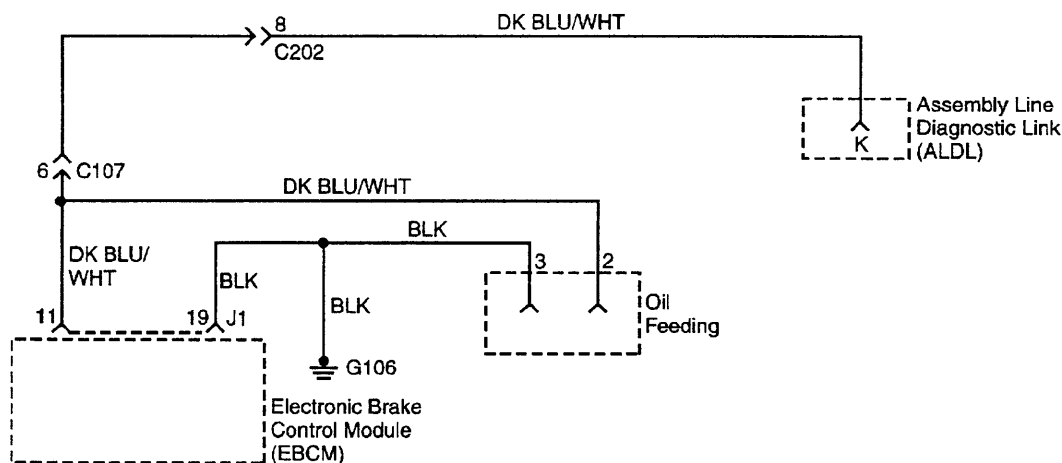 8
DK BLU/WHT
C202
Assembly Line
Diagnostic Link
(ALDL)
K
6
C107
DK BLU/WHT
BLK
DK BLU/
WHT
BLK
BLK
3
2
Oil
Feeding
11
19
J1
G106
Electronic Brake
Control Module
(EBCM)